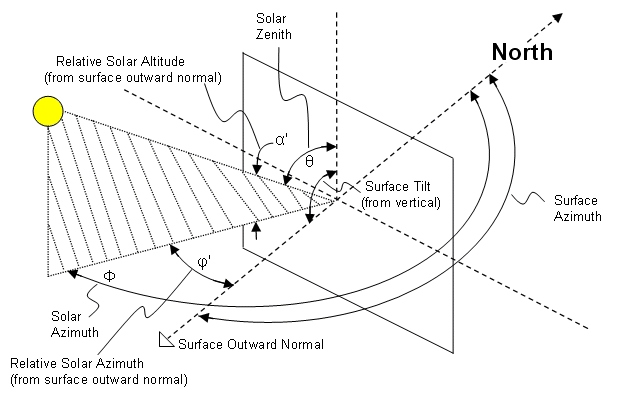 Solar
Zenith
North
Relative Solar Altitude
(from surface outward normal)
α'
θ
Surface Tilt
(from vertical)
Surface
Azimuth
φ'
Φ
Solar
Azimuth
Surface Outward Normal
Relative Solar Azimuth
(from surface outward normal)